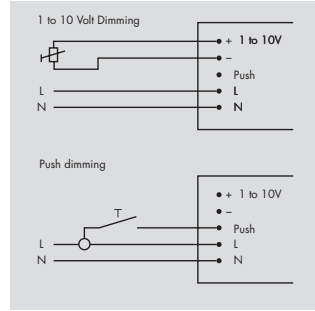 1 to 10 Volt Dimming
+ 1 to 10V
–
Push
L L
N N
Push dimming
+ 1 to 10V
–
Push
L L
N N